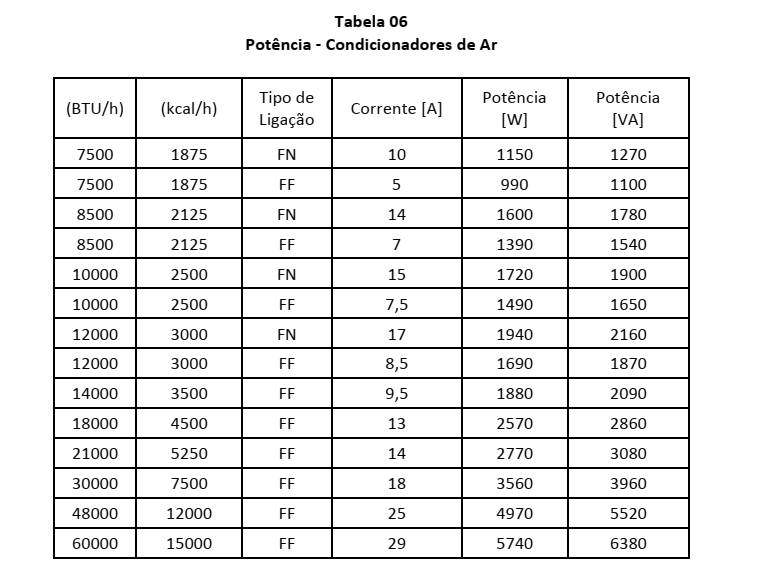 Tabela 06
Potência - Condicionadores de Ar
(BTU/h) (kcal/h) Tipo de Ligação Corrente [A] Potência [W] Potência [VA]
7500 1875 FN 10 1150 1270
7500 1875 FF 5 990 1100
8500 2125 FN 14 1600 1780
8500 2125 FF 7 1390 1540
10000 2500 FN 15 1720 1900
10000 2500 FF 7,5 1490 1650
12000 3000 FN 17 1940 2160
12000 3000 FF 8,5 1690 1870
14000 3500 FF 9,5 1880 2090
18000 4500 FF 13 2570 2860
21000 5250 FF 14 2770 3080
30000 7500 FF 18 3560 3960
48000 12000 FF 25 4970 5520
60000 15000 FF 29 5740 6380